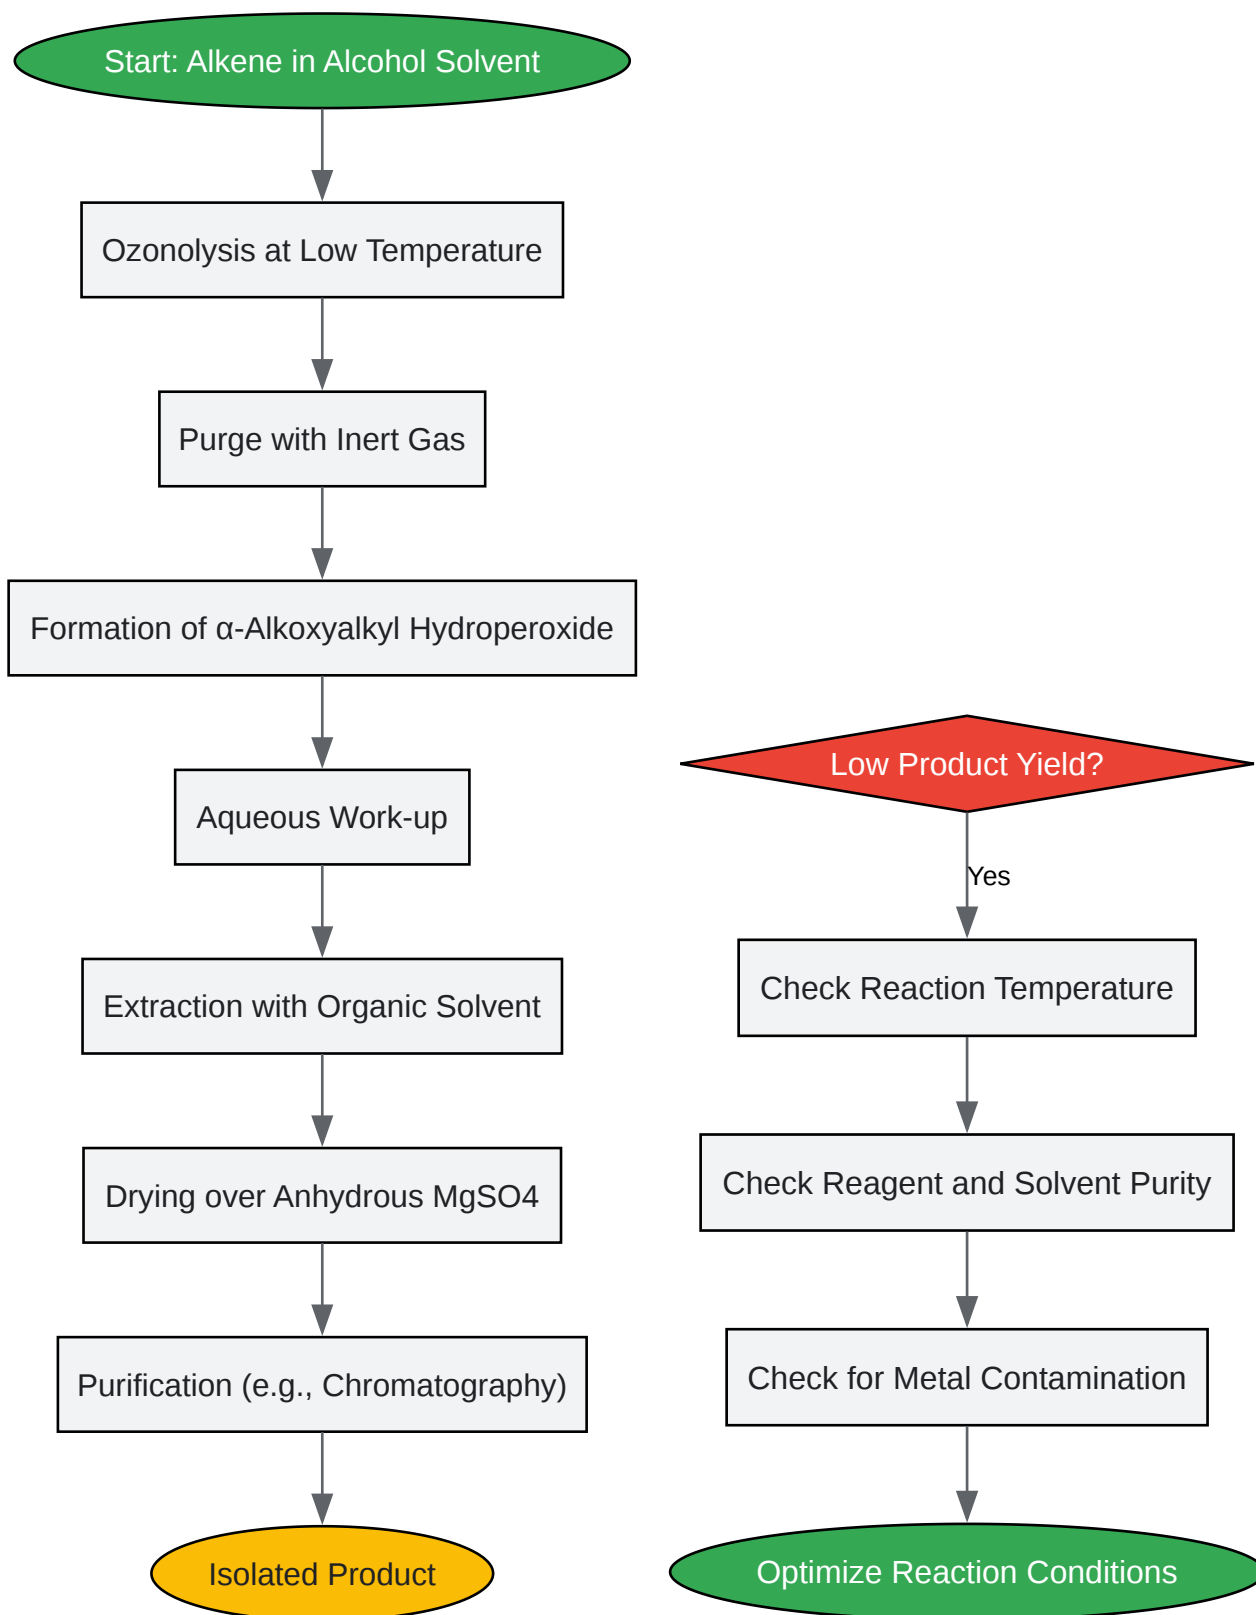 Start: Alkene in Alcohol Solvent
Ozonolysis at Low Temperature
Purge with Inert Gas
Formation of α-Alkoxyalkyl Hydroperoxide
Aqueous Work-up
Extraction with Organic Solvent
Drying over Anhydrous MgSO4
Purification (e.g., Chromatography)
Isolated Product
Low Product Yield?
Yes
Check Reaction Temperature
Check Reagent and Solvent Purity
Check for Metal Contamination
Optimize Reaction Conditions